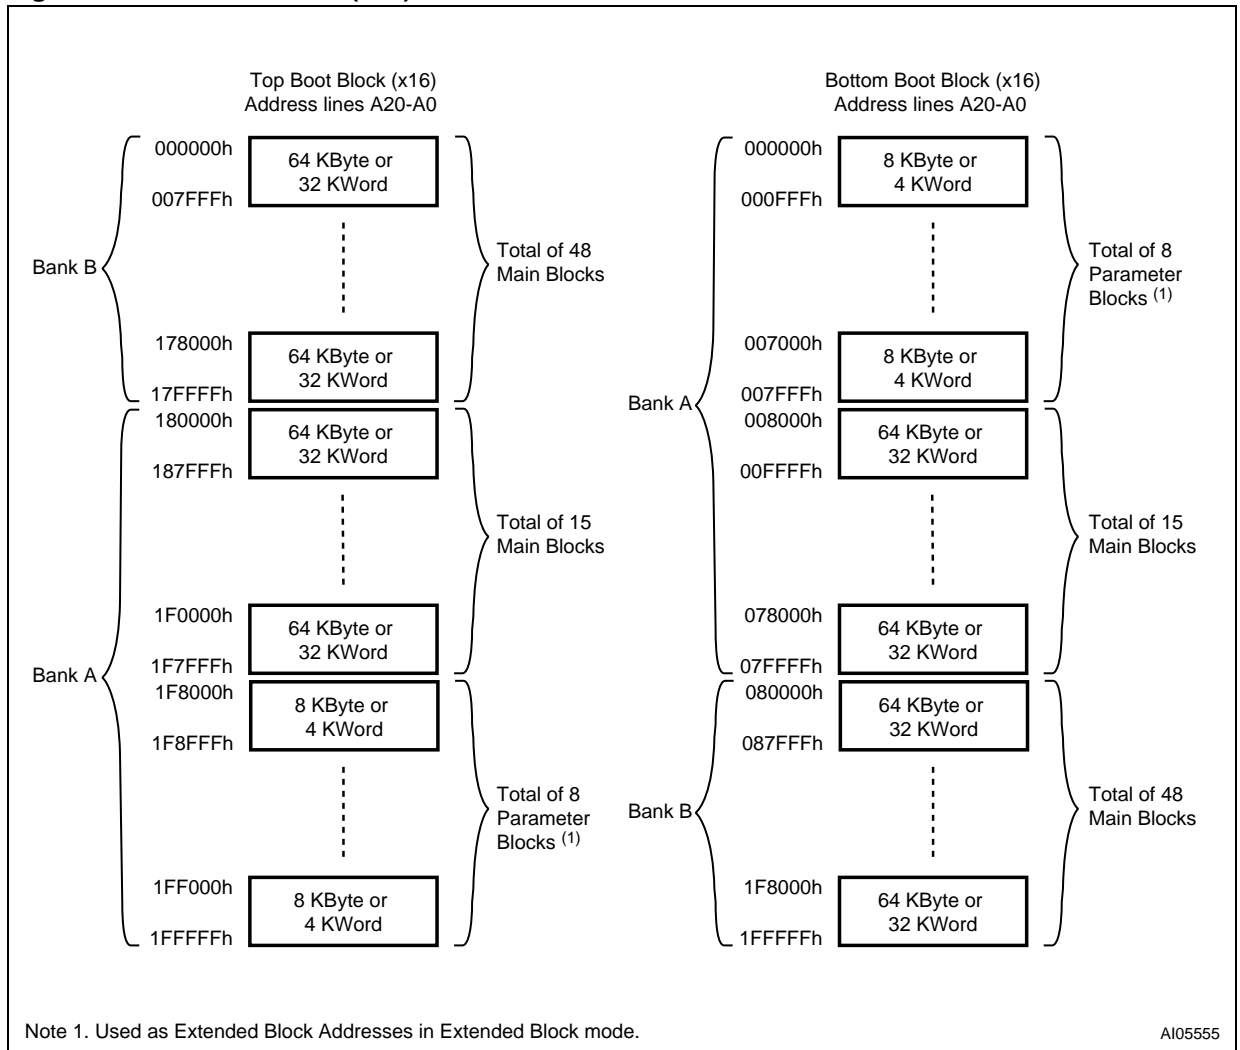 Top Boot Block (x16)
Address lines A20-A0
000000h
64 KByte or
32 KWord
007FFFh
Bank B
Total of 48
Main Blocks
178000h
64 KByte or
32 KWord
17FFFFh
180000h
64 KByte or
32 KWord
187FFFh
Total of 15
Main Blocks
1F0000h
64 KByte or
32 KWord
1F7FFFh
Bank A
1F8000h
8 KByte or
4 KWord
1F8FFFh
Total of 8
Parameter
Blocks (1)
1FF000h
8 KByte or
4 KWord
1FFFFFh
Bottom Boot Block (x16)
Address lines A20-A0
000000h
8 KByte or
4 KWord
000FFFh
Total of 8
Parameter
Blocks (1)
007000h
8 KByte or
4 KWord
007FFFh
Bank A
008000h
64 KByte or
32 KWord
00FFFFh
Total of 15
Main Blocks
078000h
64 KByte or
32 KWord
07FFFFh
080000h
64 KByte or
32 KWord
087FFFh
Bank B
Total of 48
Main Blocks
1F8000h
64 KByte or
32 KWord
1FFFFFh
Note 1. Used as Extended Block Addresses in Extended Block mode.
AI05555